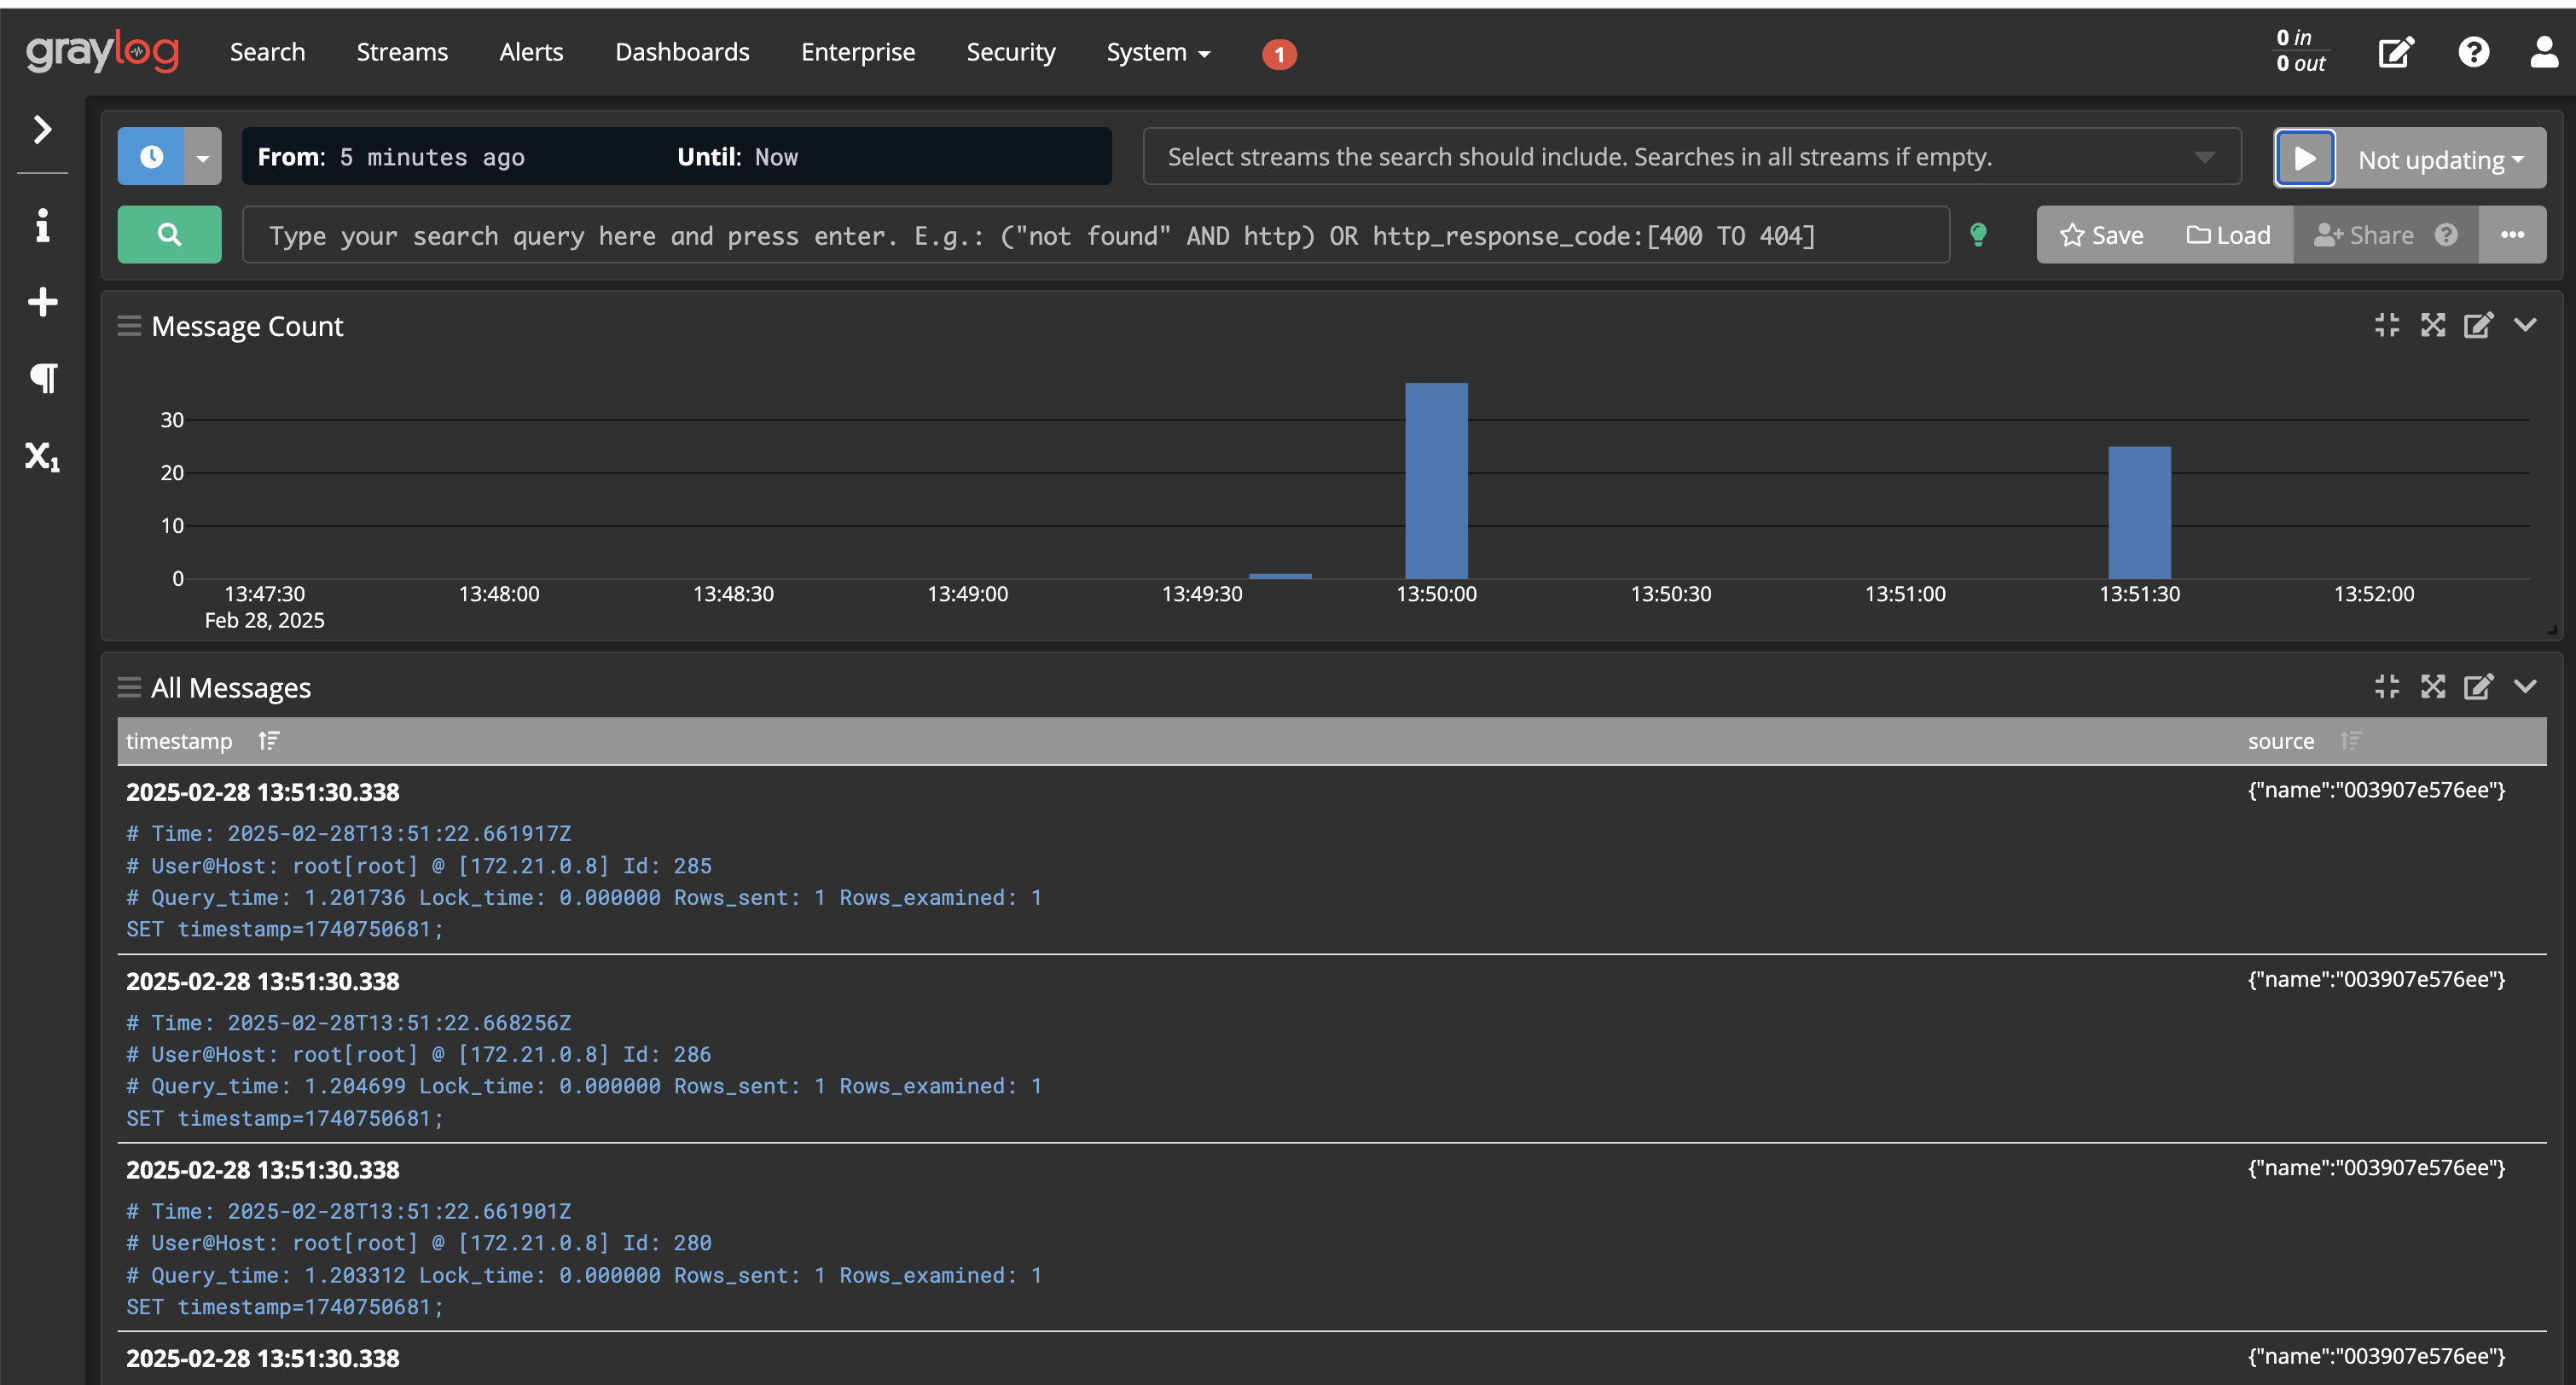 graylog Search Streams Alerts Dashboards Enterprise Security System 1 0 in
0 out
From: 5 minutes ago Until: Now Select streams the search should include. Searches in all streams if empty. Not updating
Type your search query here and press enter. E.g.: ("not found" AND http) OR http_response_code:[400 TO 404] Save Load Share
Message Count
30
20
10
0
13:47:30 13:48:00 13:48:30 13:49:00 13:49:30 13:50:00 13:50:30 13:51:00 13:51:30 13:52:00
Feb 28, 2025
All Messages
timestamp source
2025-02-28 13:51:30.338 {"name":"003907e576ee"}
# Time: 2025-02-28T13:51:22.661917Z
# User@Host: root[root] @ [172.21.0.8] Id: 285
# Query_time: 1.201736 Lock_time: 0.000000 Rows_sent: 1 Rows_examined: 1
SET timestamp=1740750681;
2025-02-28 13:51:30.338 {"name":"003907e576ee"}
# Time: 2025-02-28T13:51:22.668256Z
# User@Host: root[root] @ [172.21.0.8] Id: 286
# Query_time: 1.204699 Lock_time: 0.000000 Rows_sent: 1 Rows_examined: 1
SET timestamp=1740750681;
2025-02-28 13:51:30.338 {"name":"003907e576ee"}
# Time: 2025-02-28T13:51:22.661901Z
# User@Host: root[root] @ [172.21.0.8] Id: 280
# Query_time: 1.203312 Lock_time: 0.000000 Rows_sent: 1 Rows_examined: 1
SET timestamp=1740750681;
2025-02-28 13:51:30.338 {"name":"003907e576ee"}